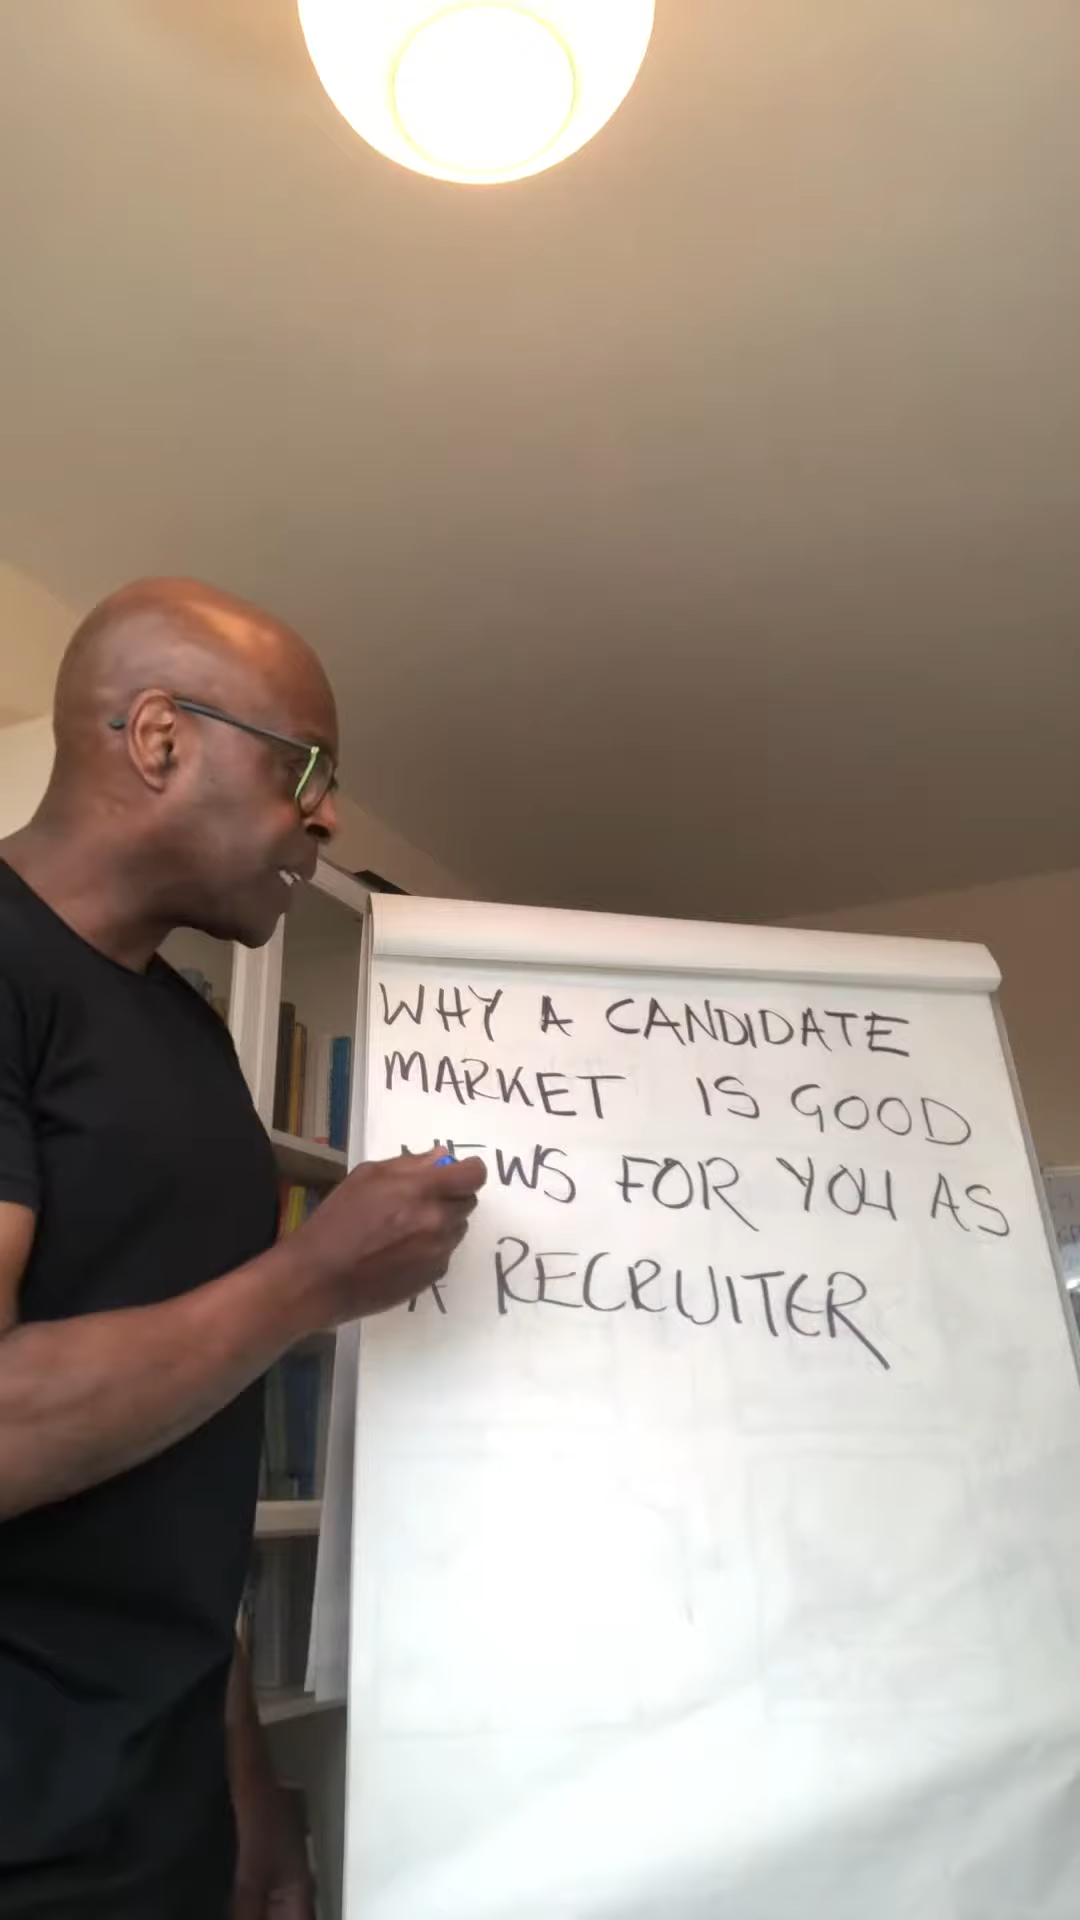 WHY A CANDIDATE
MARKET IS GOOD
NEWS FOR YOU AS
A RECRUITER